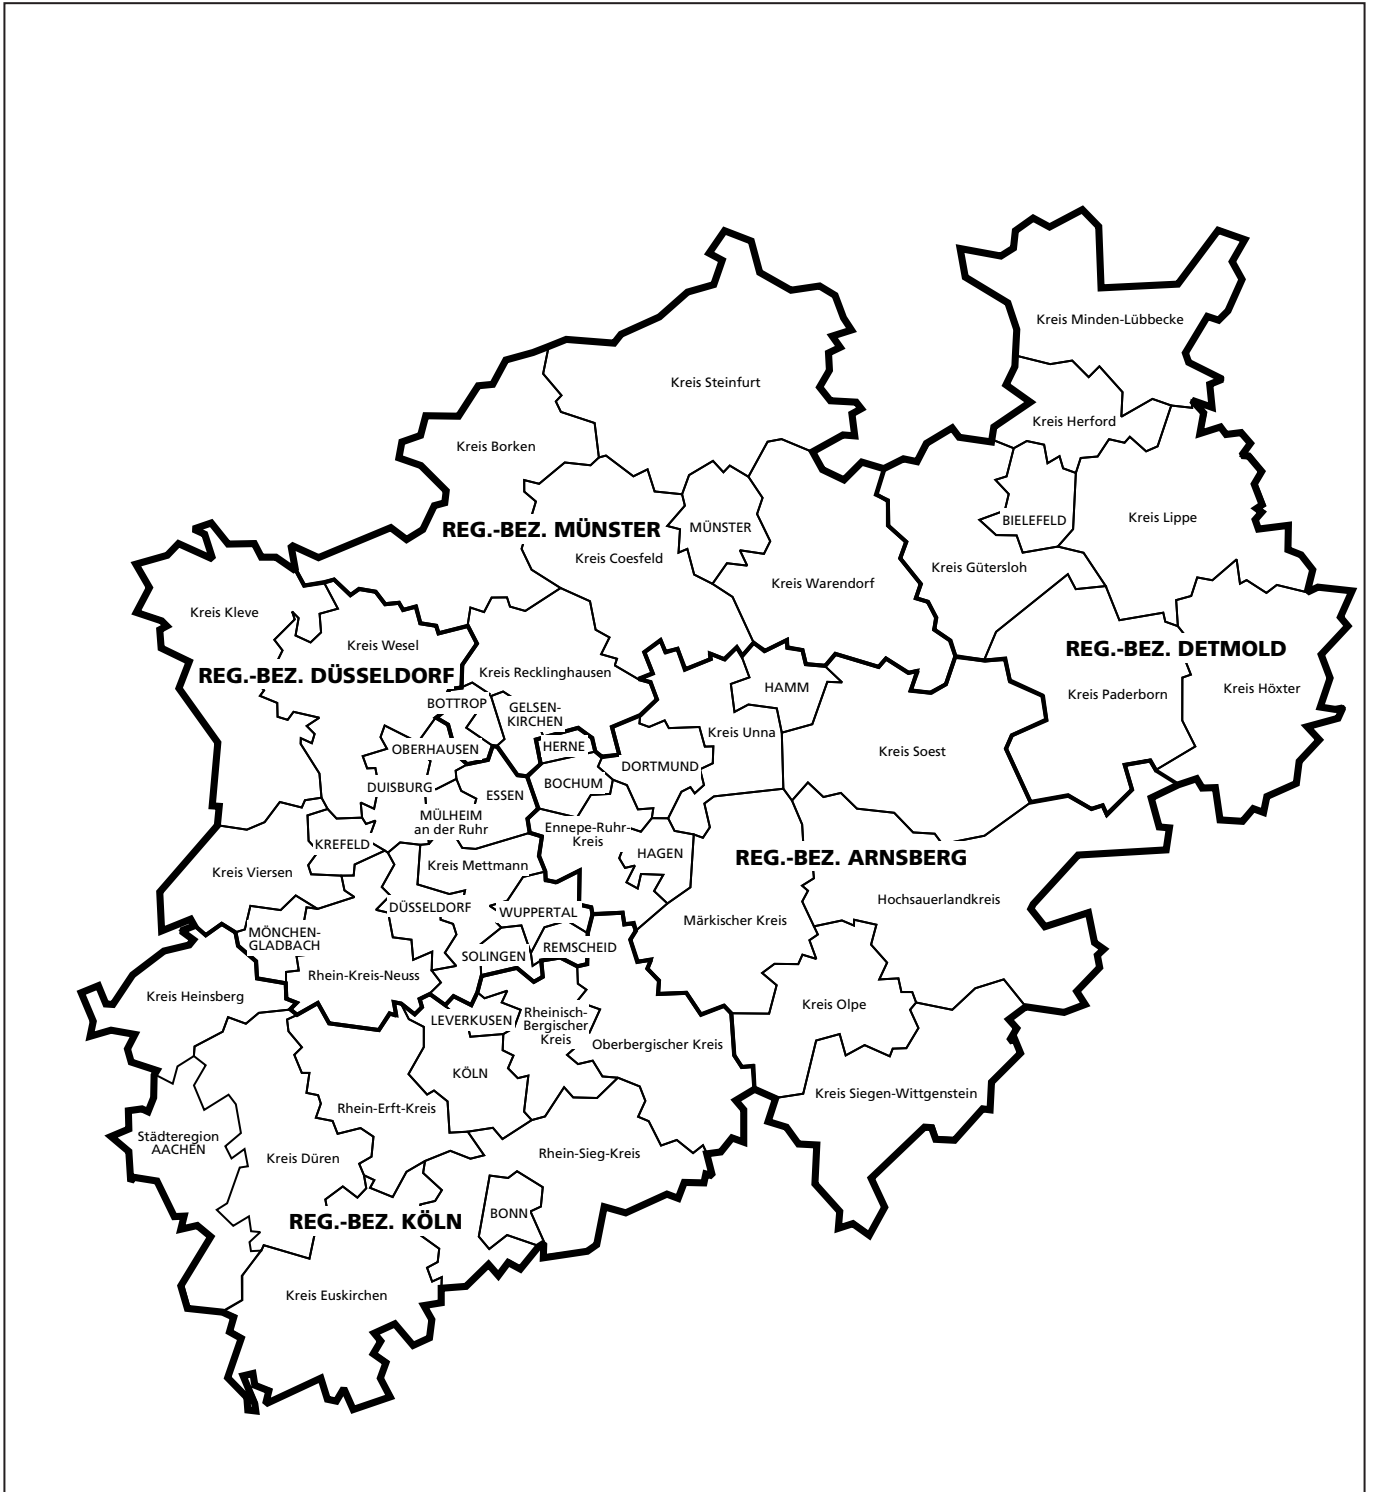 Kreis Minden-Lübbecke
Kreis Steinfurt
Kreis Herford
Kreis Borken
REG.-BEZ. MÜNSTER
MÜNSTER
BIELEFELD
Kreis Lippe
Kreis Coesfeld
Kreis Gütersloh
Kreis Warendorf
Kreis Kleve
Kreis Wesel
REG.-BEZ. DETMOLD
REG.-BEZ. DÜSSELDORF
Kreis Recklinghausen
HAMM
Kreis Paderborn
Kreis Höxter
BOTTROP
GELSEN-
KIRCHEN
Kreis Unna
OBERHAUSEN
HERNE
Kreis Soest
DORTMUND
DUISBURG
ESSEN
BOCHUM
MÜLHEIM
an der Ruhr
Ennepe-Ruhr-
Kreis
KREFELD
HAGEN
REG.-BEZ. ARNSBERG
Kreis Viersen
Kreis Mettmann
Hochsauerlandkreis
DÜSSELDORF
WUPPERTAL
Märkischer Kreis
MÖNCHEN-
GLADBACH
SOLINGEN
REMSCHEID
Rhein-Kreis-Neuss
Kreis Heinsberg
Kreis Olpe
LEVERKUSEN
Rheinisch-
Bergischer
Kreis
Oberbergischer Kreis
KÖLN
Kreis Siegen-Wittgenstein
Rhein-Erft-Kreis
Städteregion
AACHEN
Kreis Düren
Rhein-Sieg-Kreis
BONN
REG.-BEZ. KÖLN
Kreis Euskirchen